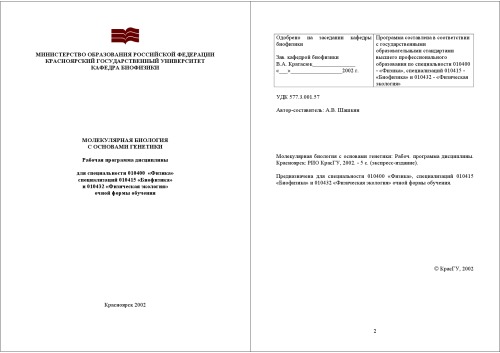 МИНИСТЕРСТВО ОБРАЗОВАНИЯ РОССИЙСКОЙ ФЕДЕРАЦИИ
КРАСНОЯРСКИЙ ГОСУДАРСТВЕННЫЙ УНИВЕРСИТЕТ
КАФЕДРА БИОФИЗИКИ
МОЛЕКУЛЯРНАЯ БИОЛОГИЯ
С ОСНОВАМИ ГЕНЕТИКИ
Рабочая программа дисциплины
для специальности 010400 «Физика»
специализаций 010415 «Биофизика»
и 010432 «Физическая экология»
очной формы обучения
Красноярск 2002
Одобрено на заседании кафедры
биофизики
Зав. кафедрой биофизики
В.А. Кратасюк_______________
«___»__________________2002 г.
Программа составлена в соответствии
с государственными
образовательными стандартами
высшего профессионального
образования по специальности 010400
- «Физика», специализаций 010415 -
«Биофизика» и 010432 - «Физическая
экология»
УДК 577.3.001.57
Автор-составитель: А.В. Шашкин
Молекулярная биология с основами генетики: Рабоч. программа дисциплины.
Красноярск: РИО КрасГУ, 2002. - 5 с. (экспресс-издание).
Предназначена для специальности 010400 «Физика», специализаций 010415
«Биофизика» и 010432 «Физическая экология» очной формы обучения.
© КрасГУ, 2002
2